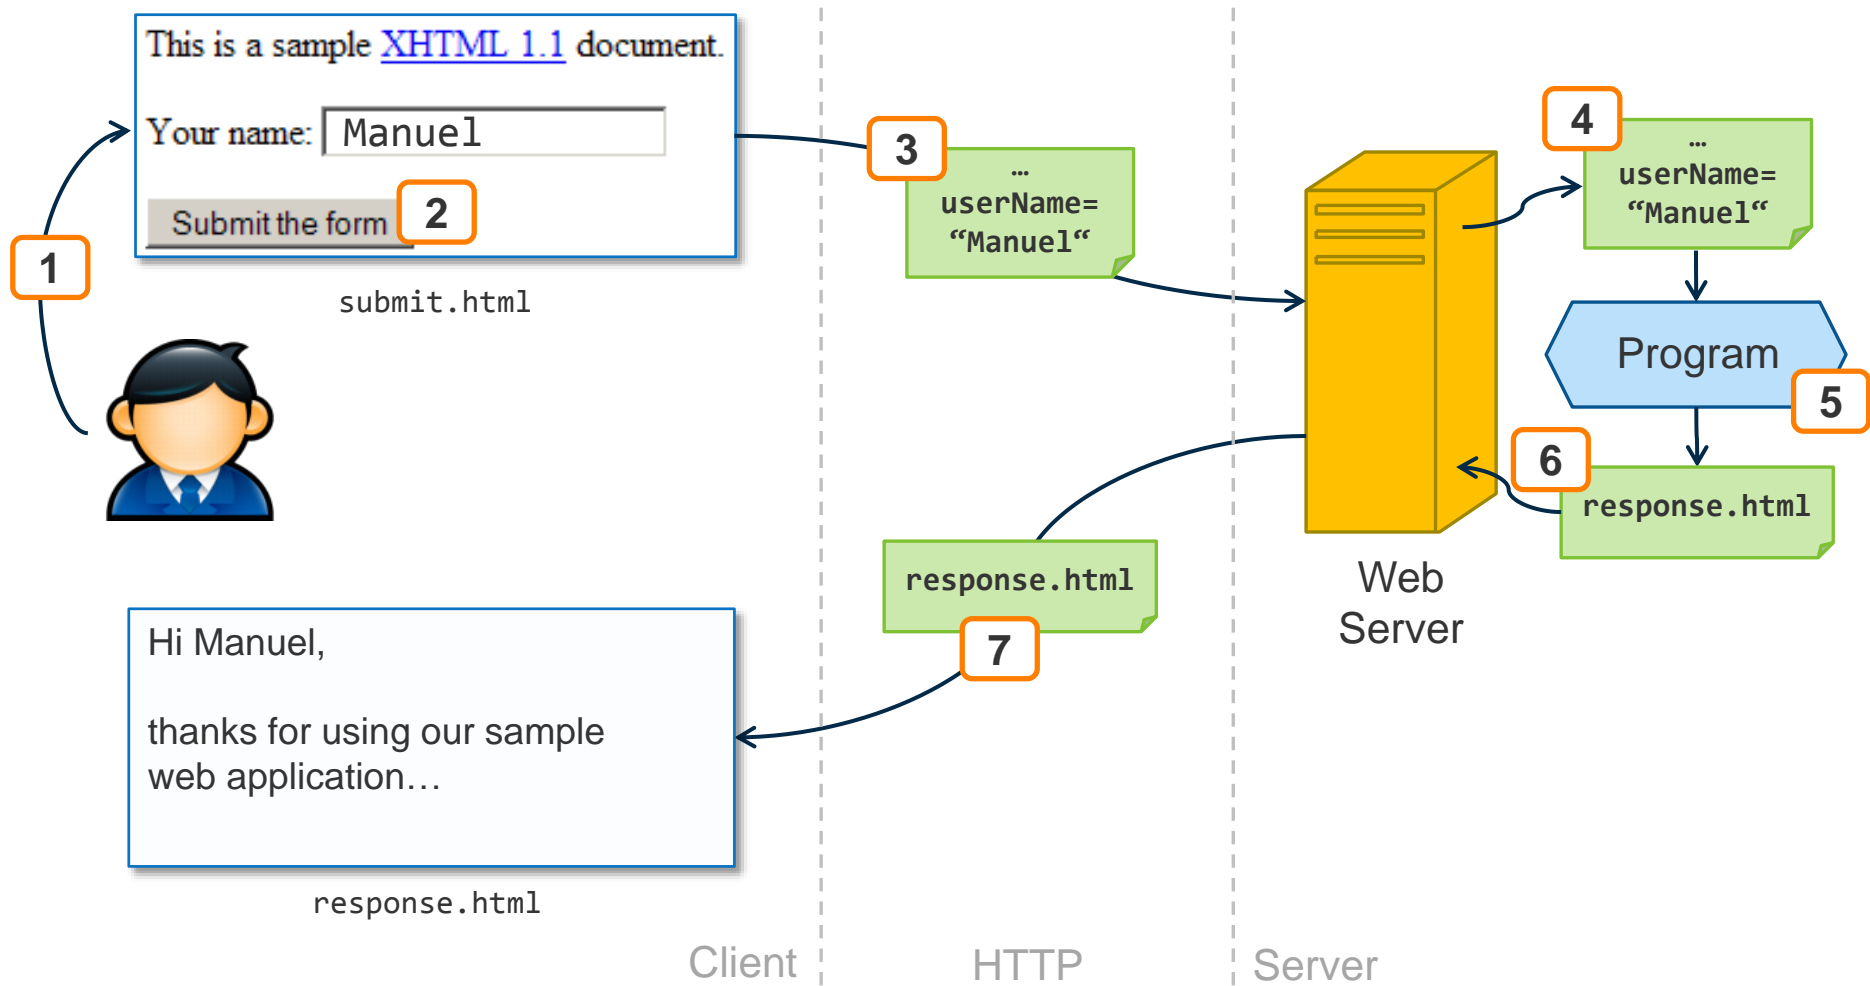 This is a sample XHTML 1.1 document.
Your name: Manuel
Submit the form
2
1
submit.html
3
…
userName=
“Manuel“
4
…
userName=
“Manuel“
Program
5
6
response.html
Web
Server
response.html
7
Hi Manuel,
thanks for using our sample
web application…
response.html
Client
HTTP
Server